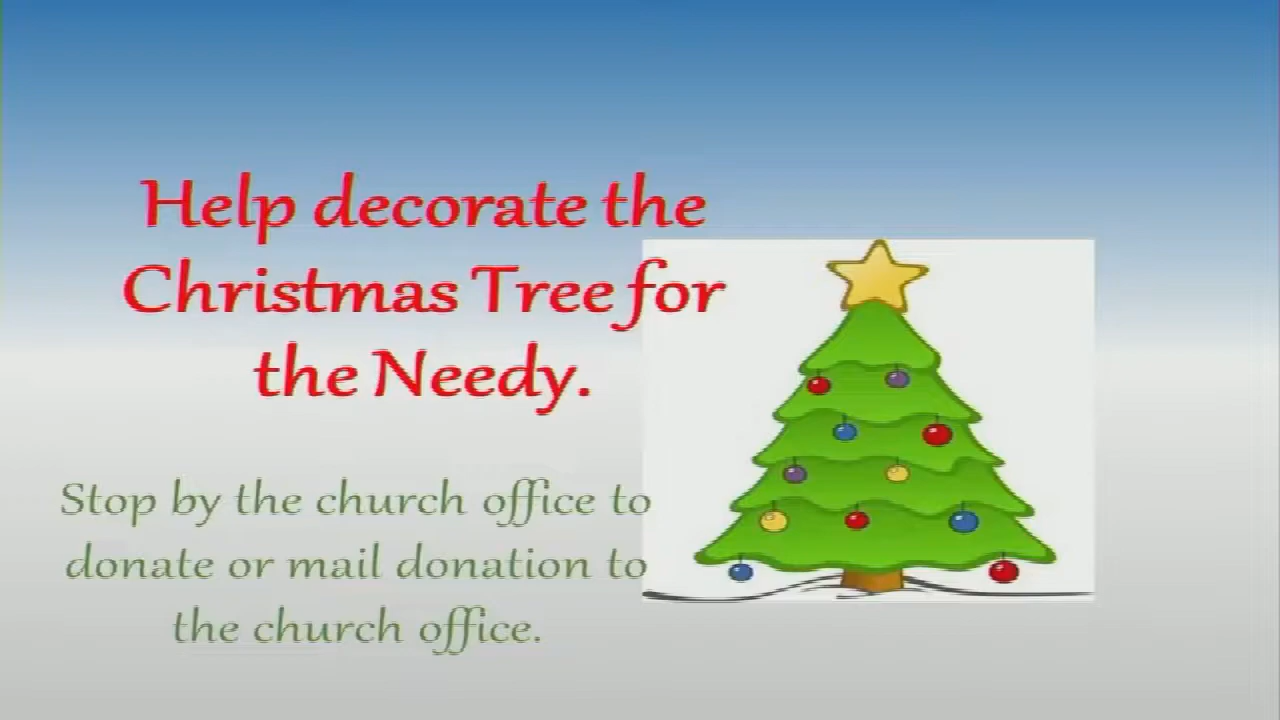 Help decorate the
Christmas Tree for
the Needy.
Stop by the church office to
donate or mail donation to
the church office.